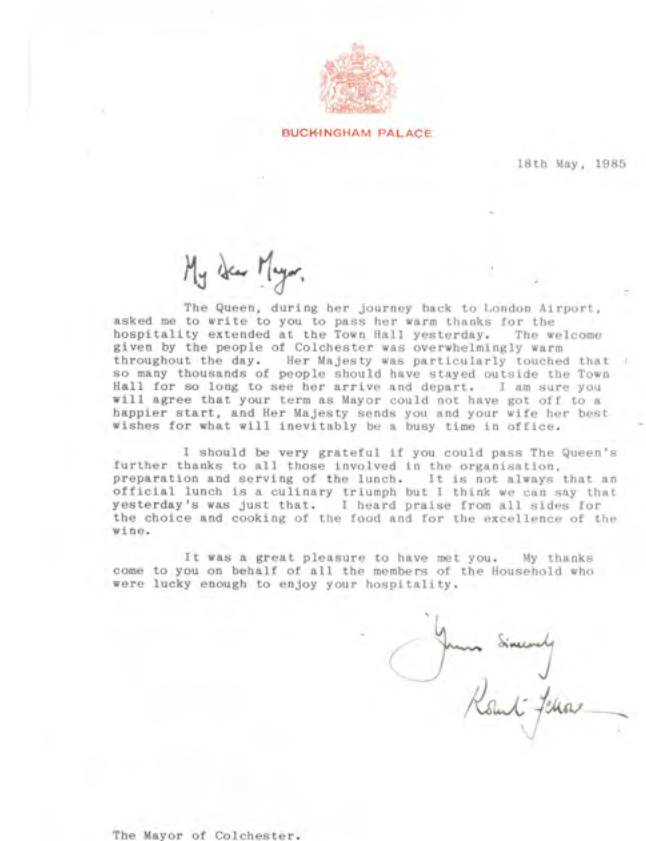 BUCKINGHAM PALACE
18th May, 1985
My Dear Mayor,
The Queen, during her journey back to London Airport,
asked me to write to you to pass her warm thanks for the
hospitality extended at the Town Hall yesterday. The welcome
given by the people of Colchester was overwhelmingly warm
throughout the day. Her Majesty was particularly touched that
so many thousands of people should have stayed outside the Town
Hall for so long to see her arrive and depart. I am sure you
will agree that your term as Mayor could not have got off to a
happier start, and Her Majesty sends you and your wife her best
wishes for what will inevitably be a busy time in office.
I should be very grateful if you could pass The Queen's
further thanks to all those involved in the organisation,
preparation and serving of the lunch. It is not always that an
official lunch is a culinary triumph but I think we can say that
yesterday's was just that. I heard praise from all sides for
the choice and cooking of the food and for the excellence of the
wine.
It was a great pleasure to have met you. My thanks
come to you on behalf of all the members of the Household who
were lucky enough to enjoy your hospitality.
Yours Sincerely
Robert Fellowes
The Mayor of Colchester.